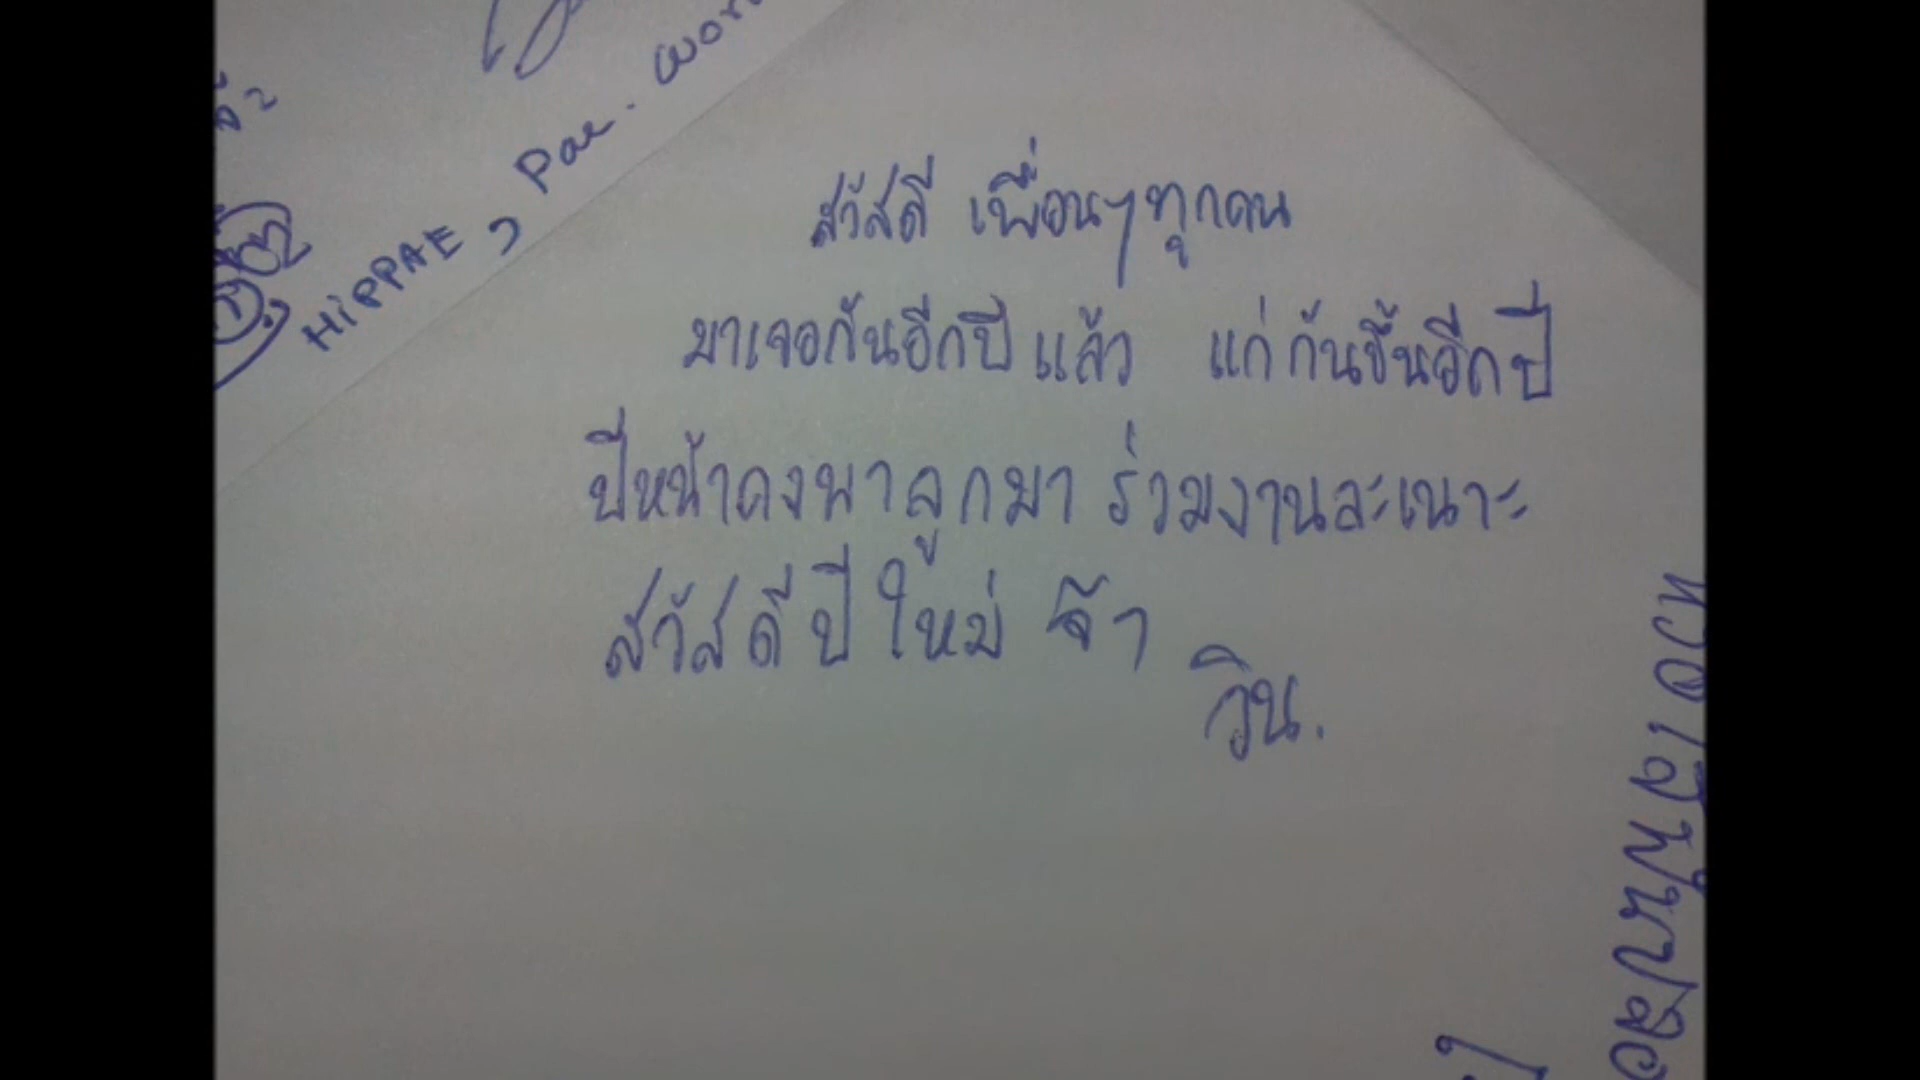 HiPPAE, Pae.
สวัสดี เพื่อนๆทุกคน
มาเจอกันอีกปีแล้ว แก่กันขึ้นอีกปี
ปีหน้าคงพาลูกมา ร่วมงานละเนาะ
สวัสดีปีใหม่ จ้า
วิน.